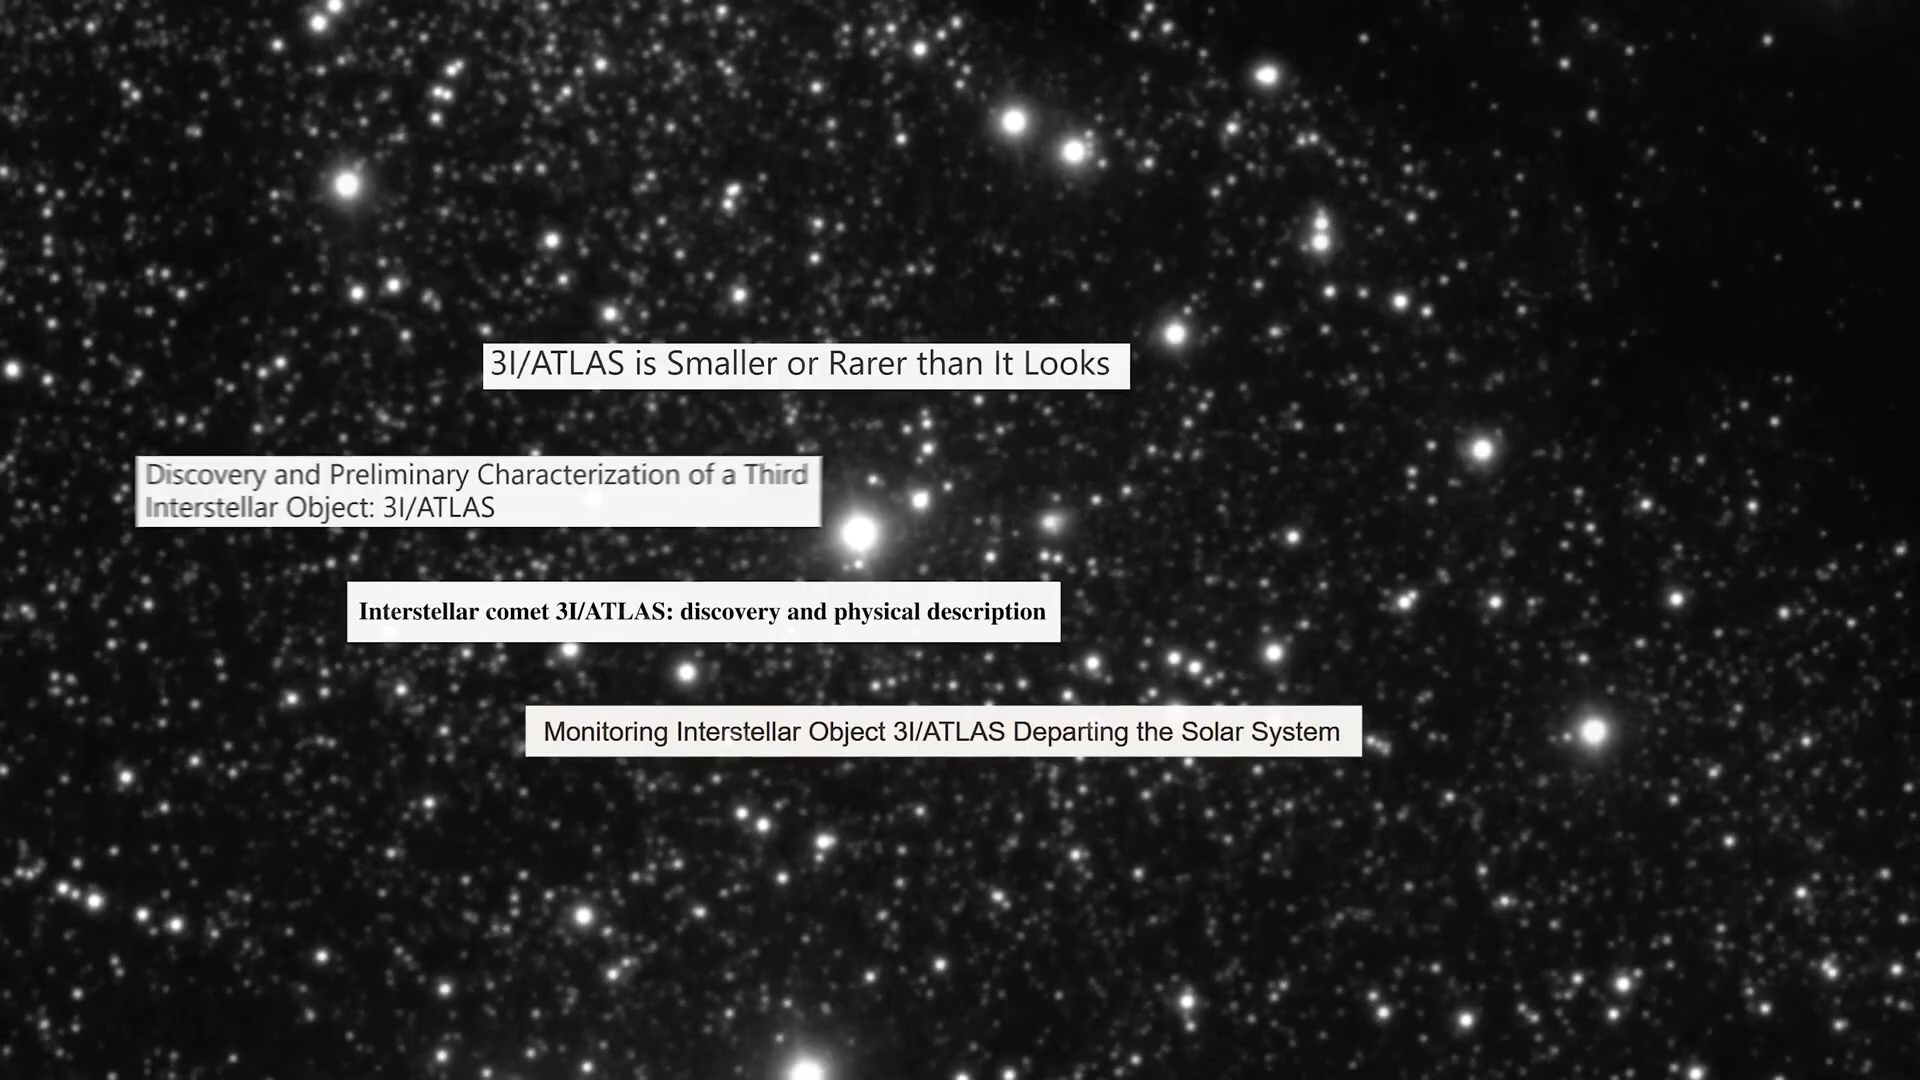 3I/ATLAS is Smaller or Rarer than It Looks
Discovery and Preliminary Characterization of a Third
Interstellar Object: 3I/ATLAS
Interstellar comet 3I/ATLAS: discovery and physical description
Monitoring Interstellar Object 3I/ATLAS Departing the Solar System